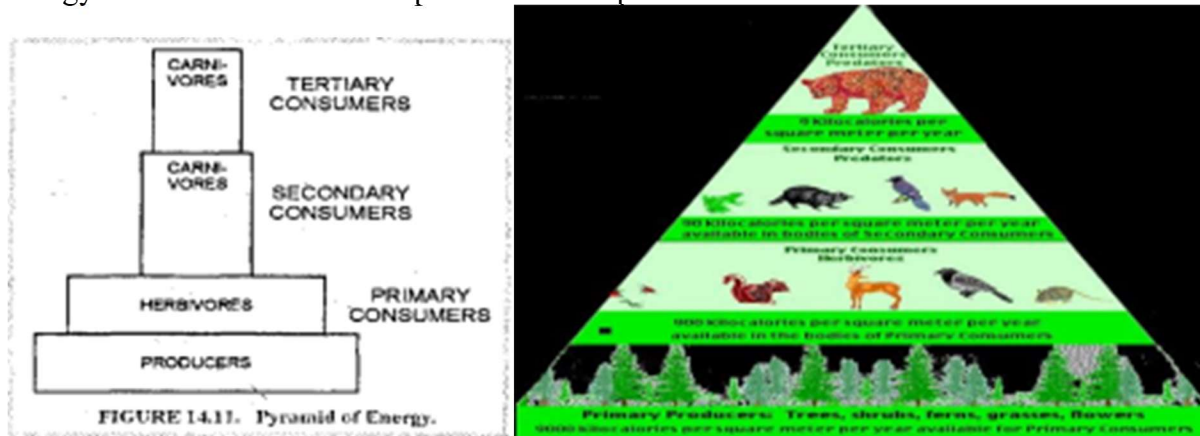 CARNI-
VORES
TERTIARY
CONSUMERS
CARNI-
VORES
SECONDARY
CONSUMERS
HERBIVORES
PRIMARY
CONSUMERS
PRODUCERS
FIGURE 14.11. Pyramid of Energy.
Tertiary
Consumers
Predators
9 Kilocalories per
square meter per year
Secondary Consumers
Predators
90 Kilocalories per square meter per year
available in bodies of Secondary Consumers
Primary Consumers
Herbivores
900 Kilocalories per square meter per year
available in the bodies of Primary Consumers
Primary Producers: Trees, shrubs, ferns, grasses, flowers
9000 Kilocalories per square meter per year available for Primary Consumers